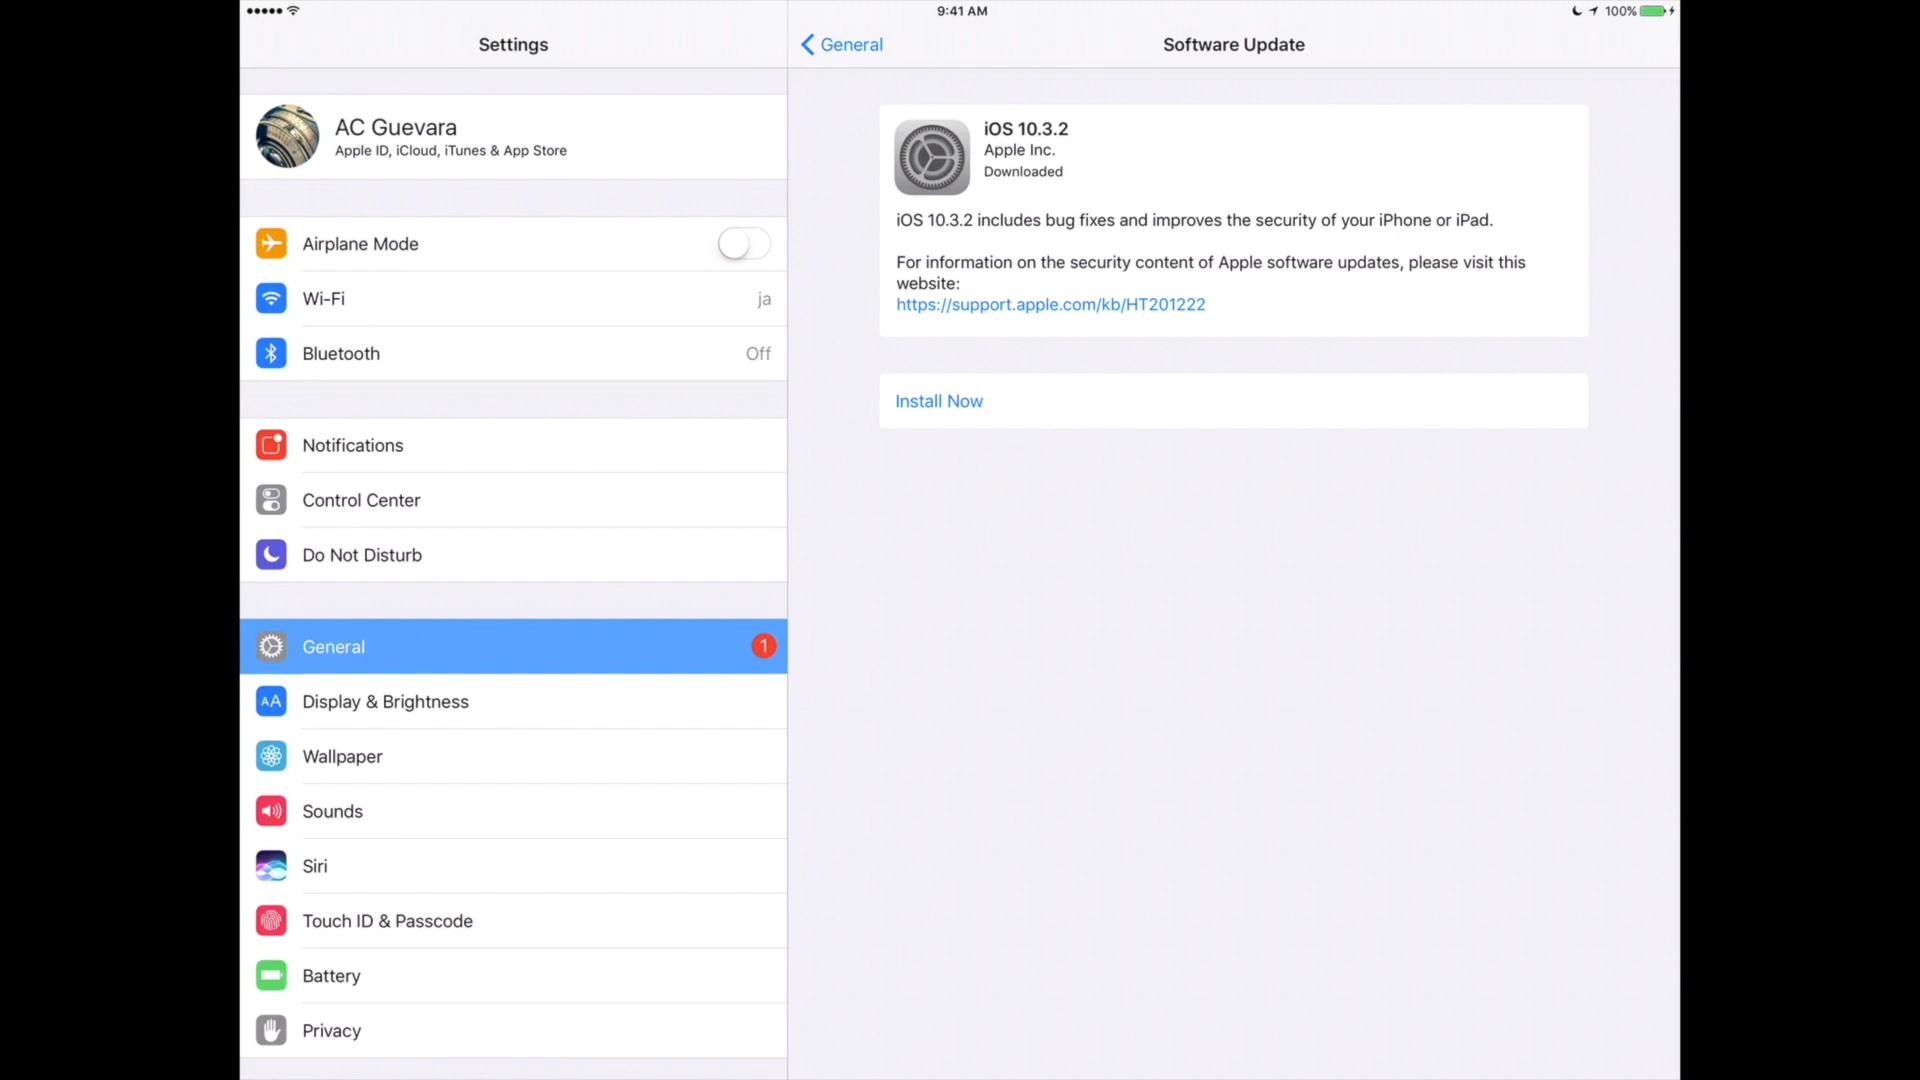 9:41 AM
100%
Settings
General
Software Update
AC Guevara
Apple ID, iCloud, iTunes & App Store
Airplane Mode
Wi-Fi
ja
Bluetooth
Off
Notifications
Control Center
Do Not Disturb
General
1
AA
Display & Brightness
Wallpaper
Sounds
Siri
Touch ID & Passcode
Battery
Privacy
iOS 10.3.2
Apple Inc.
Downloaded
iOS 10.3.2 includes bug fixes and improves the security of your iPhone or iPad.
For information on the security content of Apple software updates, please visit this
website:
https://support.apple.com/kb/HT201222
Install Now